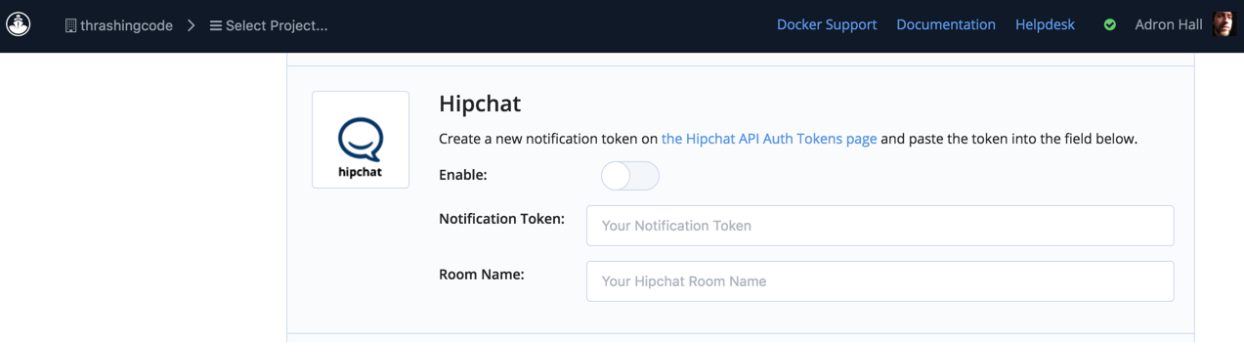 thrashingcode > Select Project... Docker Support Documentation Helpdesk Adron Hall
Hipchat
Create a new notification token on the Hipchat API Auth Tokens page and paste the token into the field below.
hipchat
Enable:
Notification Token: Your Notification Token
Room Name: Your Hipchat Room Name